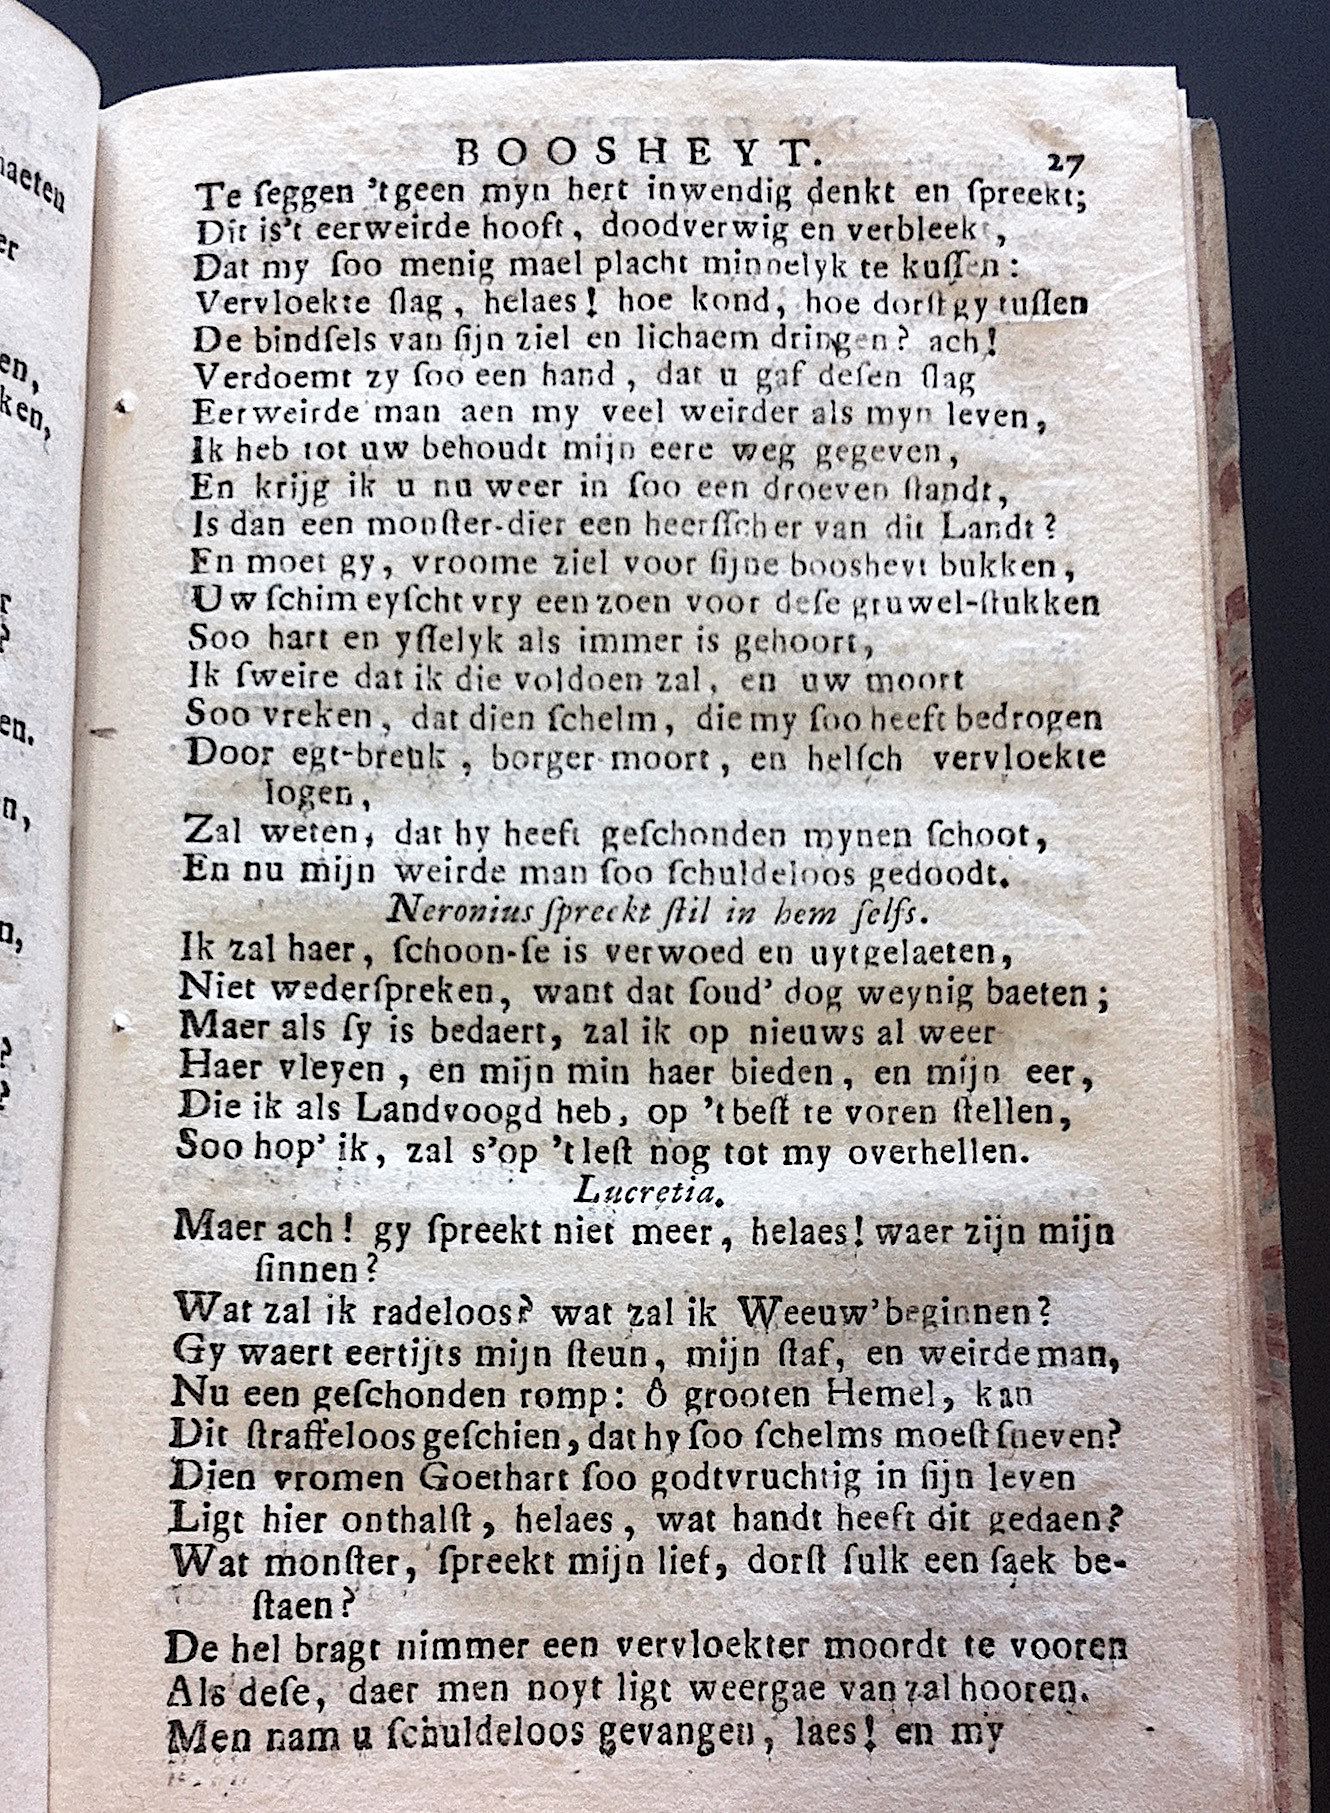 BOOSHEYT. 27
Te ſeggen 't geen myn hert inwendig denkt en ſpreekt;
Dit is't eerweirde hooft, doodverwig en verbleekt,
Dat my ſoo menig mael placht minnelyk te kuſſen:
Vervloekte ſlag, helaes! hoe kond, hoe dorſt gy tuſſen
De bindſels van ſijn ziel en lichaem dringen? ach!
Verdoemt zy ſoo een hand, dat u gaf deſen ſlag
Eerweirde man aen my veel weirder als myn leven,
Ik heb tot uw behoudt mijn eere weg gegeven,
En krijg ik u nu weer in ſoo een droeven ſtandt,
Is dan een monſter-dier een heerſſcher van dit Landt?
En moet gy, vroome ziel voor ſijne boosheyt bukken,
Uw ſchim eyſcht vry een zoen voor deſe gruwel-ſtukken
Soo hart en yſſelyk als immer is gehoort,
Ik ſweire dat ik die voldoen zal, en uw moort
Soo vreken, dat dien ſchelm, die my ſoo heeft bedrogen
Door egt-breuk, borger-moort, en helſch vervloekte
logen,
Zal weten, dat hy heeft geſchonden mynen ſchoot,
En nu mijn weirde man ſoo ſchuldeloos gedoodt.
Neronius ſpreekt ſtil in hem ſelfs.
Ik zal haer, ſchoon-ſe is verwoed en uytgelaeten,
Niet wederſpreken, want dat ſoud' dog weynig baeten;
Maer als ſy is bedaert, zal ik op nieuws al weer
Haer vleyen, en mijn min haer bieden, en mijn eer,
Die ik als Landvoogd heb, op 't beſt te voren ſtellen,
Soo hop' ik, zal s'op 't leſt nog tot my overhellen.
Lucretia.
Maer ach! gy ſpreekt niet meer, helaes! waer zijn mijn
ſinnen?
Wat zal ik radeloos? wat zal ik Weeuw' beginnen?
Gy waert eertijts mijn ſteun, mijn ſtaf, en weirde man,
Nu een geſchonden romp: ô grooten Hemel, kan
Dit ſtraffeloos geſchien, dat hy ſoo ſchelms moeſt ſneven?
Dien vromen Goethart ſoo godtvruchtig in ſijn leven
Ligt hier onthalſt, helaes, wat handt heeft dit gedaen?
Wat monſter, ſpreekt mijn lief, dorſt ſulk een ſaek be-
ſtaen?
De hel bragt nimmer een vervloekter moordt te vooren
Als deſe, daer men noyt ligt weergae van zal hooren.
Men nam u ſchuldeloos gevangen, laes! en my